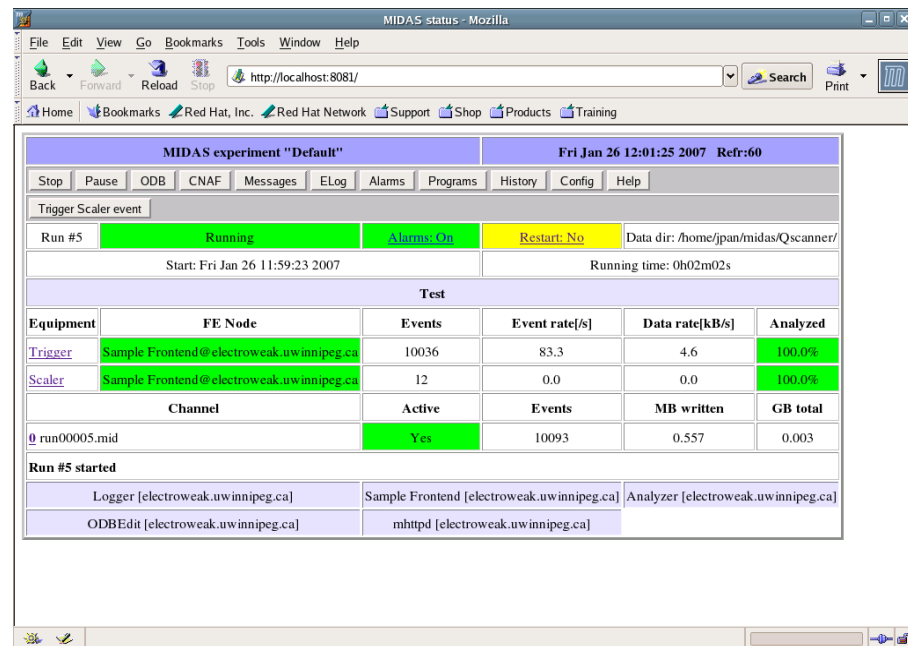 MIDAS status - Mozilla
File Edit View Go Bookmarks Tools Window Help
Back Forward Reload Stop http://localhost:8081/ Search Print
Home Bookmarks Red Hat, Inc. Red Hat Network Support Shop Products Training
MIDAS experiment "Default" Fri Jan 26 12:01:25 2007 Refr:60
Stop Pause ODB CNAF Messages ELog Alarms Programs History Config Help
Trigger Scaler event
Run #5 Running Alarms: On Restart: No Data dir: /home/jpan/midas/Qscanner/
Start: Fri Jan 26 11:59:23 2007 Running time: 0h02m02s
Test
Equipment FE Node Events Event rate[/s] Data rate[kB/s] Analyzed
Trigger Sample Frontend@electroweak.uwinnipeg.ca 10036 83.3 4.6 100.0%
Scaler Sample Frontend@electroweak.uwinnipeg.ca 12 0.0 0.0 100.0%
Channel Active Events MB written GB total
0 run00005.mid Yes 10093 0.557 0.003
Run #5 started
Logger [electroweak.uwinnipeg.ca] Sample Frontend [electroweak.uwinnipeg.ca] Analyzer [electroweak.uwinnipeg.ca]
ODBEdit [electroweak.uwinnipeg.ca] mhttpd [electroweak.uwinnipeg.ca]